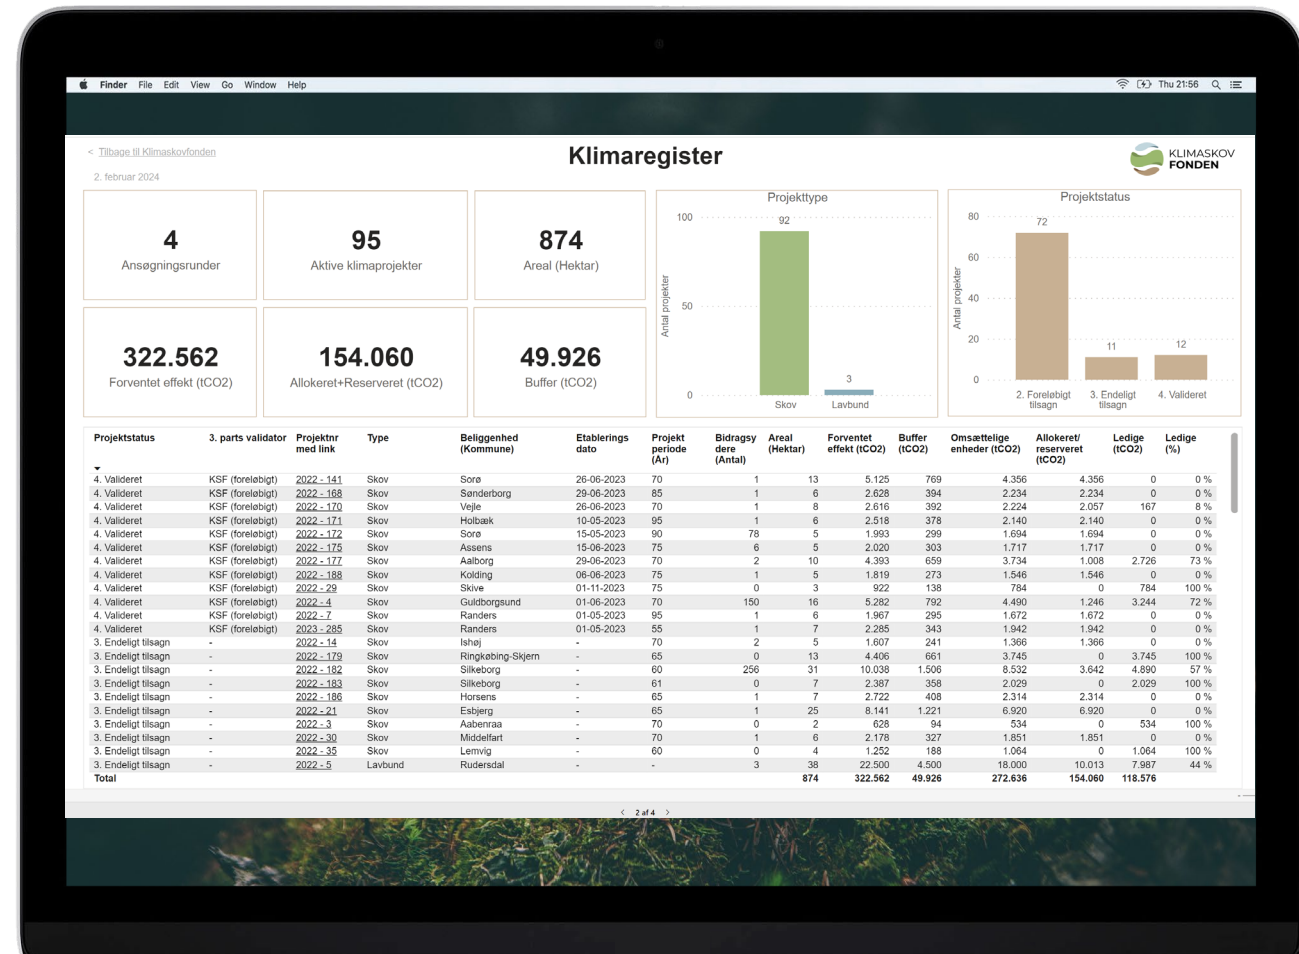 Finder File Edit View Go Window Help
Thu 21:56
< Tilbage til Klimaskovfonden
2. februar 2024
Klimaregister
KLIMASKOV
FONDEN
4
Ansøgningsrunder
95
Aktive klimaprojekter
874
Areal (Hektar)
322.562
Forventet effekt (tCO2)
154.060
Allokeret+Reserveret (tCO2)
49.926
Buffer (tCO2)
Projekttype
Antal projekter
100
50
0
92
3
Skov
Lavbund
Projektstatus
Antal projekter
80
60
40
20
0
72
11
12
2. Foreløbigt
tilsagn
3. Endeligt
tilsagn
4. Valideret
Projektstatus 3. parts validator Projektnr med link Type Beliggenhed (Kommune) Etablerings dato Projekt periode (År) Bidragsy dere (Antal) Areal (Hektar) Forventet effekt (tCO2) Buffer (tCO2) Omsættelige enheder (tCO2) Allokeret/ reserveret (tCO2) Ledige (tCO2) Ledige (%)
4. Valideret KSF (foreløbigt) 2022 - 141 Skov Sorø 26-06-2023 70 1 13 5.125 769 4.356 4.356 0 0 %
4. Valideret KSF (foreløbigt) 2022 - 168 Skov Sønderborg 29-06-2023 85 1 6 2.628 394 2.234 2.234 0 0 %
4. Valideret KSF (foreløbigt) 2022 - 170 Skov Vejle 26-06-2023 70 1 8 2.616 392 2.224 2.057 167 8 %
4. Valideret KSF (foreløbigt) 2022 - 171 Skov Holbæk 10-05-2023 95 1 6 2.518 378 2.140 2.140 0 0 %
4. Valideret KSF (foreløbigt) 2022 - 172 Skov Sorø 15-05-2023 90 78 5 1.993 299 1.694 1.694 0 0 %
4. Valideret KSF (foreløbigt) 2022 - 175 Skov Assens 15-06-2023 75 6 5 2.020 303 1.717 1.717 0 0 %
4. Valideret KSF (foreløbigt) 2022 - 177 Skov Aalborg 29-06-2023 70 2 10 4.393 659 3.734 1.008 2.726 73 %
4. Valideret KSF (foreløbigt) 2022 - 188 Skov Kolding 06-06-2023 75 1 5 1.819 273 1.546 1.546 0 0 %
4. Valideret KSF (foreløbigt) 2022 - 29 Skov Skive 01-11-2023 75 0 3 922 138 784 0 784 100 %
4. Valideret KSF (foreløbigt) 2022 - 4 Skov Guldborgsund 01-06-2023 70 150 16 5.282 792 4.490 1.246 3.244 72 %
4. Valideret KSF (foreløbigt) 2022 - 7 Skov Randers 01-05-2023 95 1 6 1.967 295 1.672 1.672 0 0 %
4. Valideret KSF (foreløbigt) 2023 - 285 Skov Randers 01-05-2023 55 1 7 2.285 343 1.942 1.942 0 0 %
3. Endeligt tilsagn - 2022 - 14 Skov Ishøj - 70 2 5 1.607 241 1.366 1.366 0 0 %
3. Endeligt tilsagn - 2022 - 179 Skov Ringkøbing-Skjern - 65 0 13 4.406 661 3.745 0 3.745 100 %
3. Endeligt tilsagn - 2022 - 182 Skov Silkeborg - 60 256 31 10.038 1.506 8.532 3.642 4.890 57 %
3. Endeligt tilsagn - 2022 - 183 Skov Silkeborg - 61 0 7 2.387 358 2.029 0 2.029 100 %
3. Endeligt tilsagn - 2022 - 186 Skov Horsens - 65 1 7 2.722 408 2.314 2.314 0 0 %
3. Endeligt tilsagn - 2022 - 21 Skov Esbjerg - 65 1 25 8.141 1.221 6.920 6.920 0 0 %
3. Endeligt tilsagn - 2022 - 3 Skov Aabenraa - 70 0 2 628 94 534 0 534 100 %
3. Endeligt tilsagn - 2022 - 30 Skov Middelfart - 70 1 6 2.178 327 1.851 1.851 0 0 %
3. Endeligt tilsagn - 2022 - 35 Skov Lemvig - 60 0 4 1.252 188 1.064 0 1.064 100 %
3. Endeligt tilsagn - 2022 - 5 Lavbund Rudersdal - - 3 38 22.500 4.500 18.000 10.013 7.987 44 %
Total 874 322.562 49.926 272.636 154.060 118.576
< 2 af 4 >